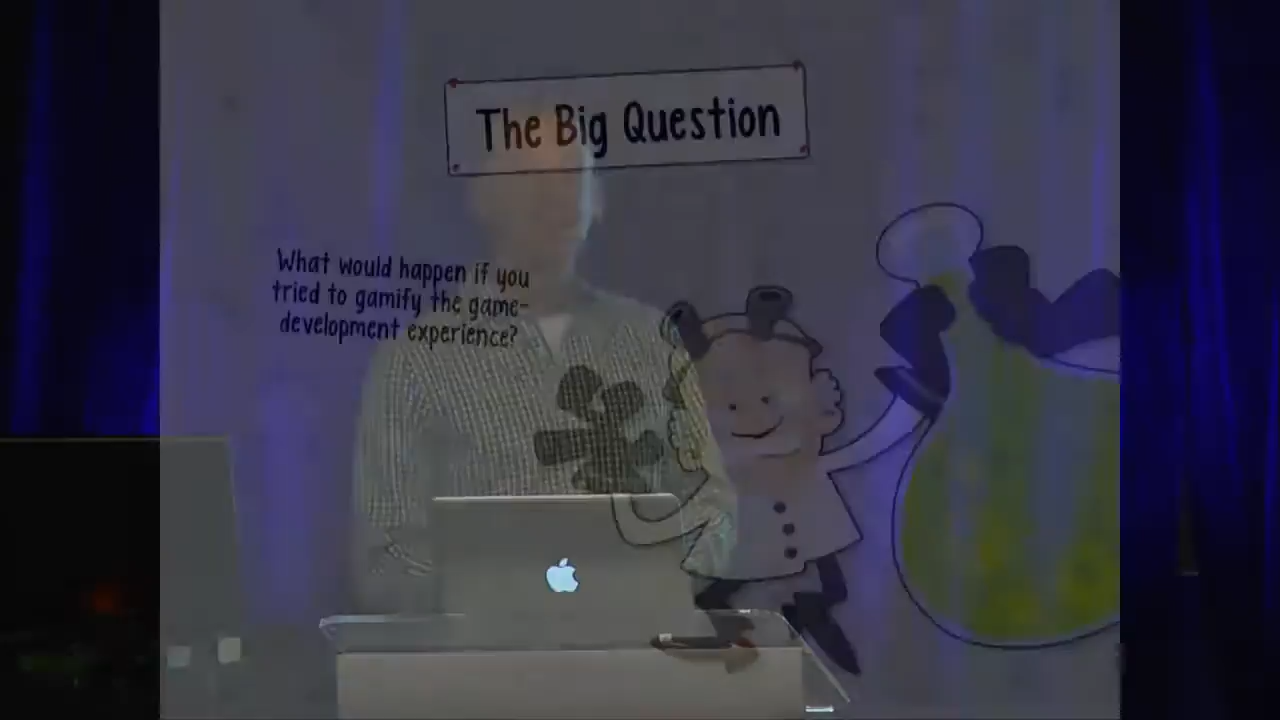 The Big Question
What would happen if you
tried to gamify the game-
development experience?